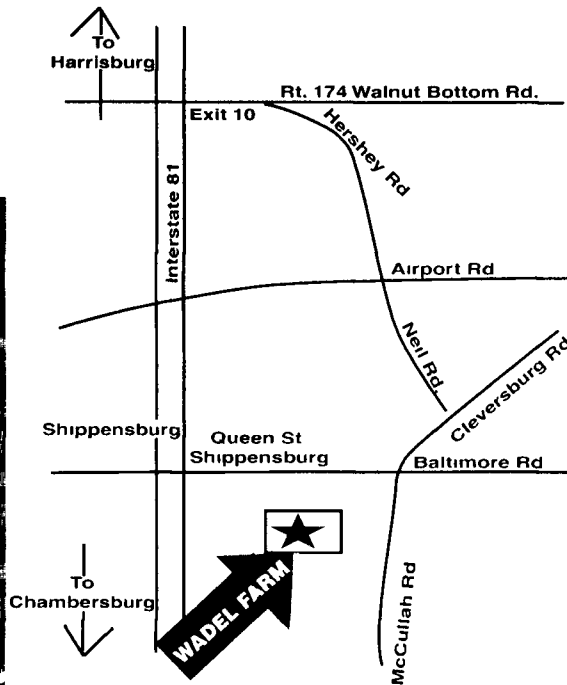 To
Harrisburg
Rt. 174 Walnut Bottom Rd.
Exit 10
Hershey Rd
Interstate 81
Airport Rd
Neil Rd.
Cleversburg Rd
Shippensburg
Queen St
Shippensburg
Baltimore Rd
To
Chambersburg
WADEL FARM
McCullah Rd